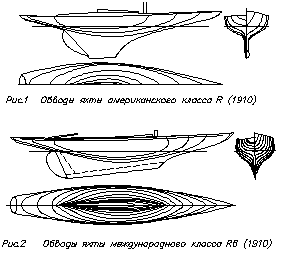 Рис.1 Обводы яхты американского класса R (1910)
Рис.2 Обводы яхты международного класса R6 (1910)